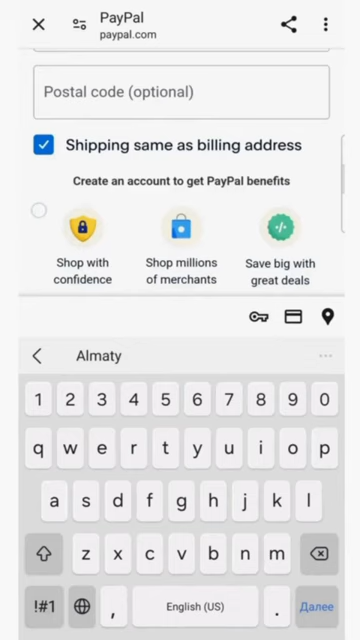 PayPal
paypal.com
Postal code (optional)
Shipping same as billing address
Create an account to get PayPal benefits
Shop with confidence
Shop millions of merchants
Save big with great deals
Almaty
1 2 3 4 5 6 7 8 9 0
q w e r t y u i o p
a s d f g h j k l
z x c v b n m
!#1 , English (US) . Далее